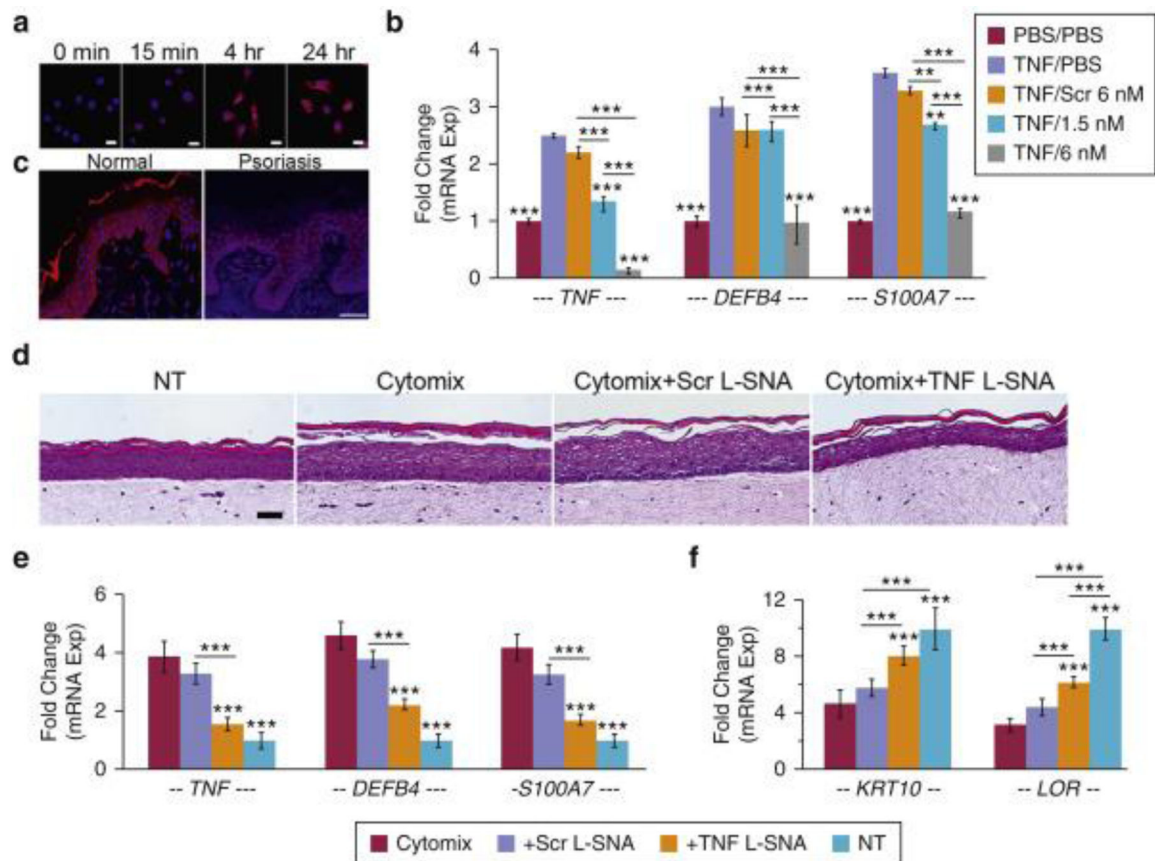 a
0 min 15 min 4 hr 24 hr
c
Normal Psoriasis
b
Fold Change
(mRNA Exp)
4
3
2
1
0
***
***
***
***
***
***
***
***
***
***
***
***
***
**
***
**
***
***
--- TNF --- --- DEFB4 --- --- S100A7 ---
PBS/PBS
TNF/PBS
TNF/Scr 6 nM
TNF/1.5 nM
TNF/6 nM
d
NT Cytomix Cytomix+Scr L-SNA Cytomix+TNF L-SNA
e
Fold Change
(mRNA Exp)
6
4
2
0
***
***
***
***
***
***
***
***
***
-- TNF --- -- DEFB4 --- -S100A7 ---
f
Fold Change
(mRNA Exp)
12
8
4
0
***
***
***
***
***
***
***
***
***
-- KRT10 -- -- LOR --
Cytomix +Scr L-SNA +TNF L-SNA NT